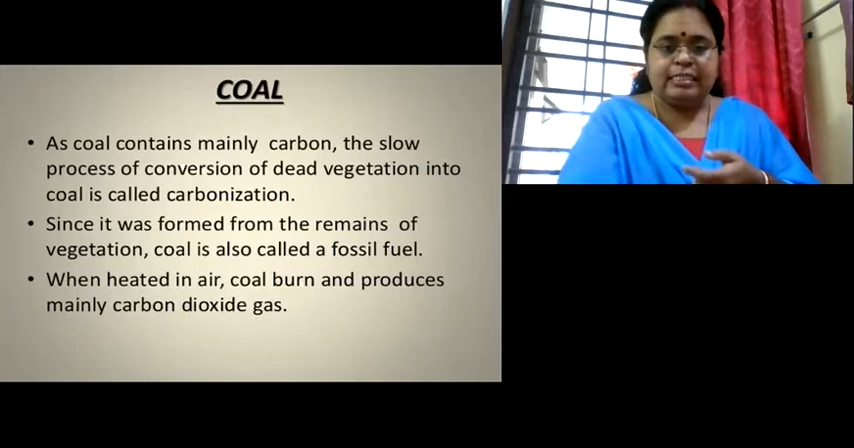 COAL
• As coal contains mainly carbon, the slow
process of conversion of dead vegetation into
coal is called carbonization.
• Since it was formed from the remains of
vegetation, coal is also called a fossil fuel.
• When heated in air, coal burn and produces
mainly carbon dioxide gas.